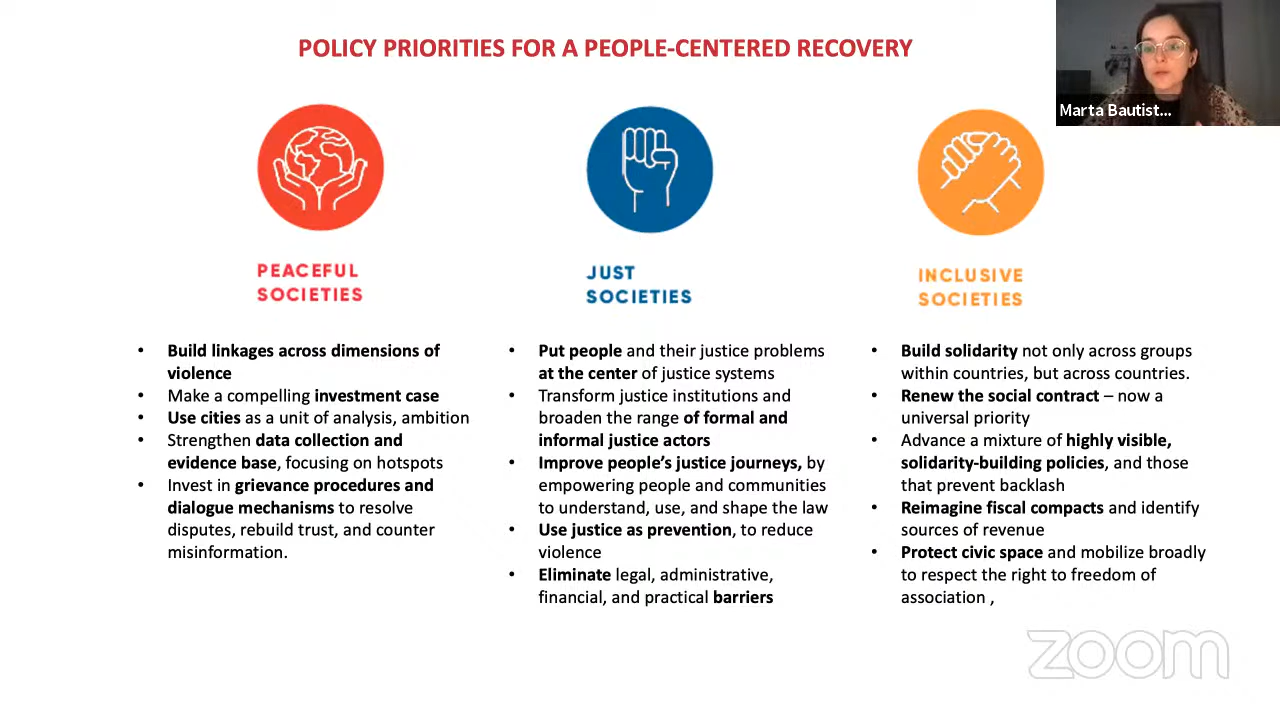 POLICY PRIORITIES FOR A PEOPLE-CENTERED RECOVERY
Marta Bautist...
PEACEFUL
SOCIETIES
• Build linkages across dimensions of
violence
• Make a compelling investment case
• Use cities as a unit of analysis, ambition
• Strengthen data collection and
evidence base, focusing on hotspots
• Invest in grievance procedures and
dialogue mechanisms to resolve
disputes, rebuild trust, and counter
misinformation.
JUST
SOCIETIES
• Put people and their justice problems
at the center of justice systems
• Transform justice institutions and
broaden the range of formal and
informal justice actors
• Improve people’s justice journeys, by
empowering people and communities
to understand, use, and shape the law
• Use justice as prevention, to reduce
violence
• Eliminate legal, administrative,
financial, and practical barriers
INCLUSIVE
SOCIETIES
• Build solidarity not only across groups
within countries, but across countries.
• Renew the social contract – now a
universal priority
• Advance a mixture of highly visible,
solidarity-building policies, and those
that prevent backlash
• Reimagine fiscal compacts and identify
sources of revenue
• Protect civic space and mobilize broadly
to respect the right to freedom of
association ,
zoom